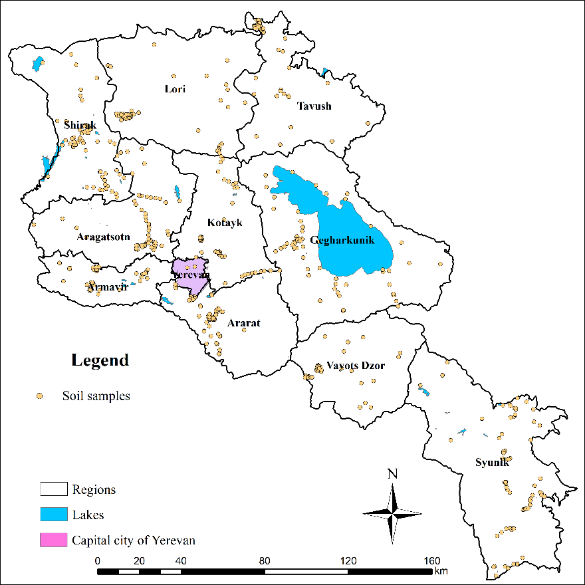 Lori
Tavush
Shirak
Kotayk
Aragatsotn
Gegharkunik
Yerevan
Armavir
Ararat
Vayots Dzor
Syunik
Legend
Soil samples
Regions
Lakes
Capital city of Yerevan
N
0 20 40 80 120 160
km